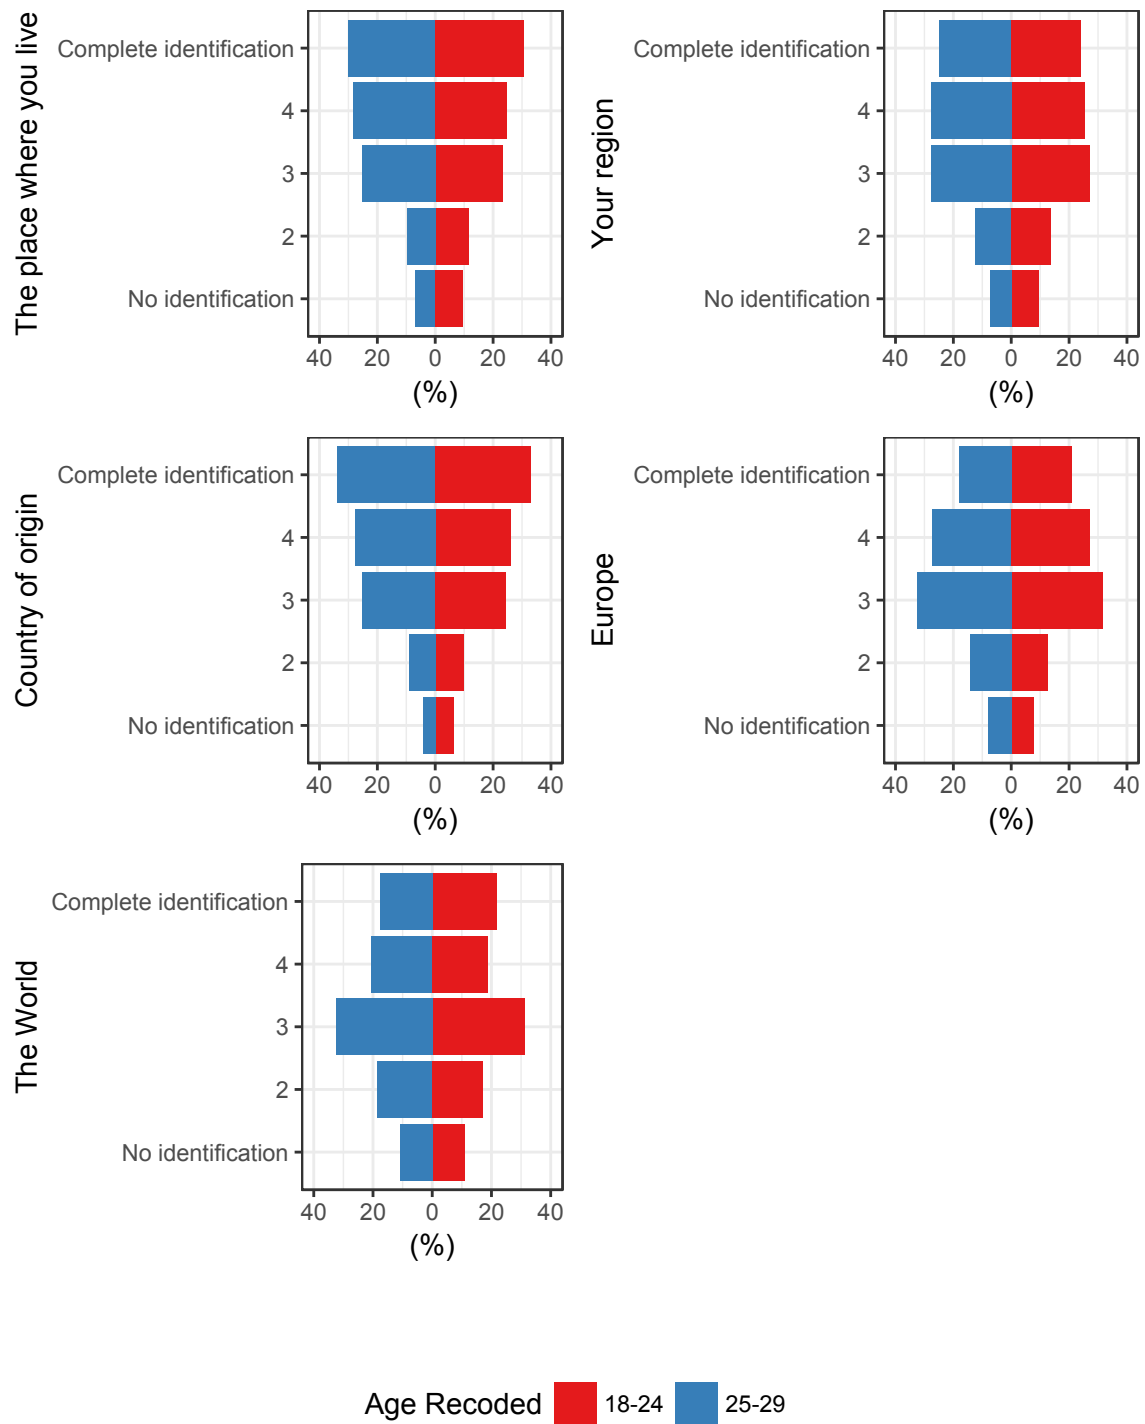 The place where you live
Complete identification
4
3
2
No identification
40 20 0 20 40
(%)
Your region
Complete identification
4
3
2
No identification
40 20 0 20 40
(%)
Country of origin
Complete identification
4
3
2
No identification
40 20 0 20 40
(%)
Europe
Complete identification
4
3
2
No identification
40 20 0 20 40
(%)
The World
Complete identification
4
3
2
No identification
40 20 0 20 40
(%)
Age Recoded 18-24 25-29